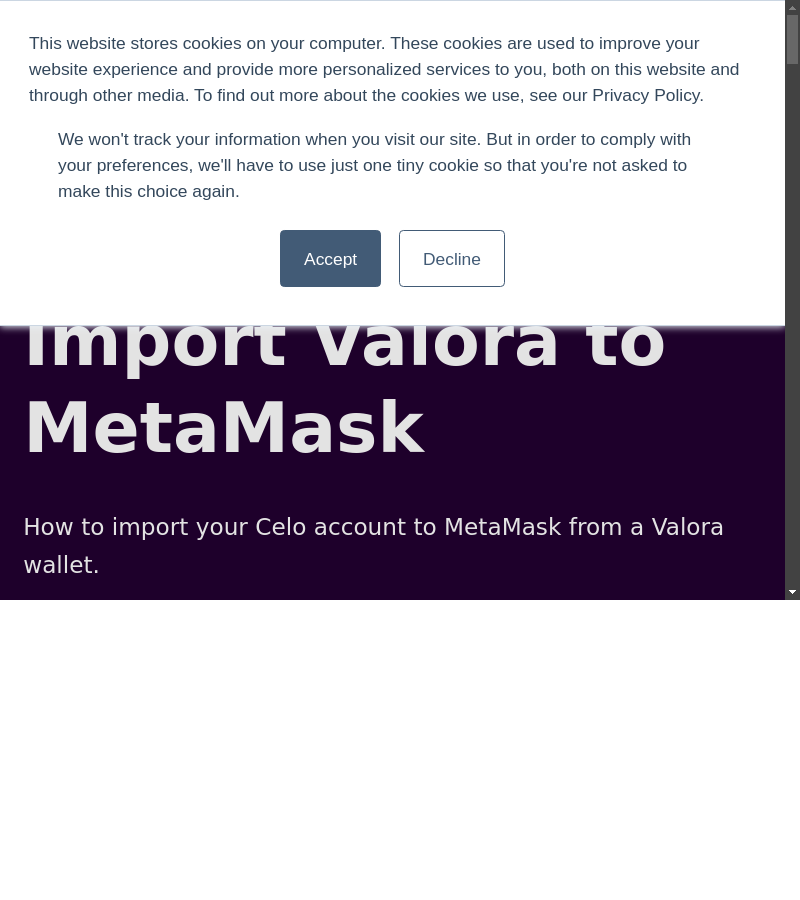 This website stores cookies on your computer. These cookies are used to improve your
website experience and provide more personalized services to you, both on this website and
through other media. To find out more about the cookies we use, see our Privacy Policy.
We won't track your information when you visit our site. But in order to comply with
your preferences, we'll have to use just one tiny cookie so that you're not asked to
make this choice again.
Accept Decline
Import Valora to
MetaMask
How to import your Celo account to MetaMask from a Valora
wallet.